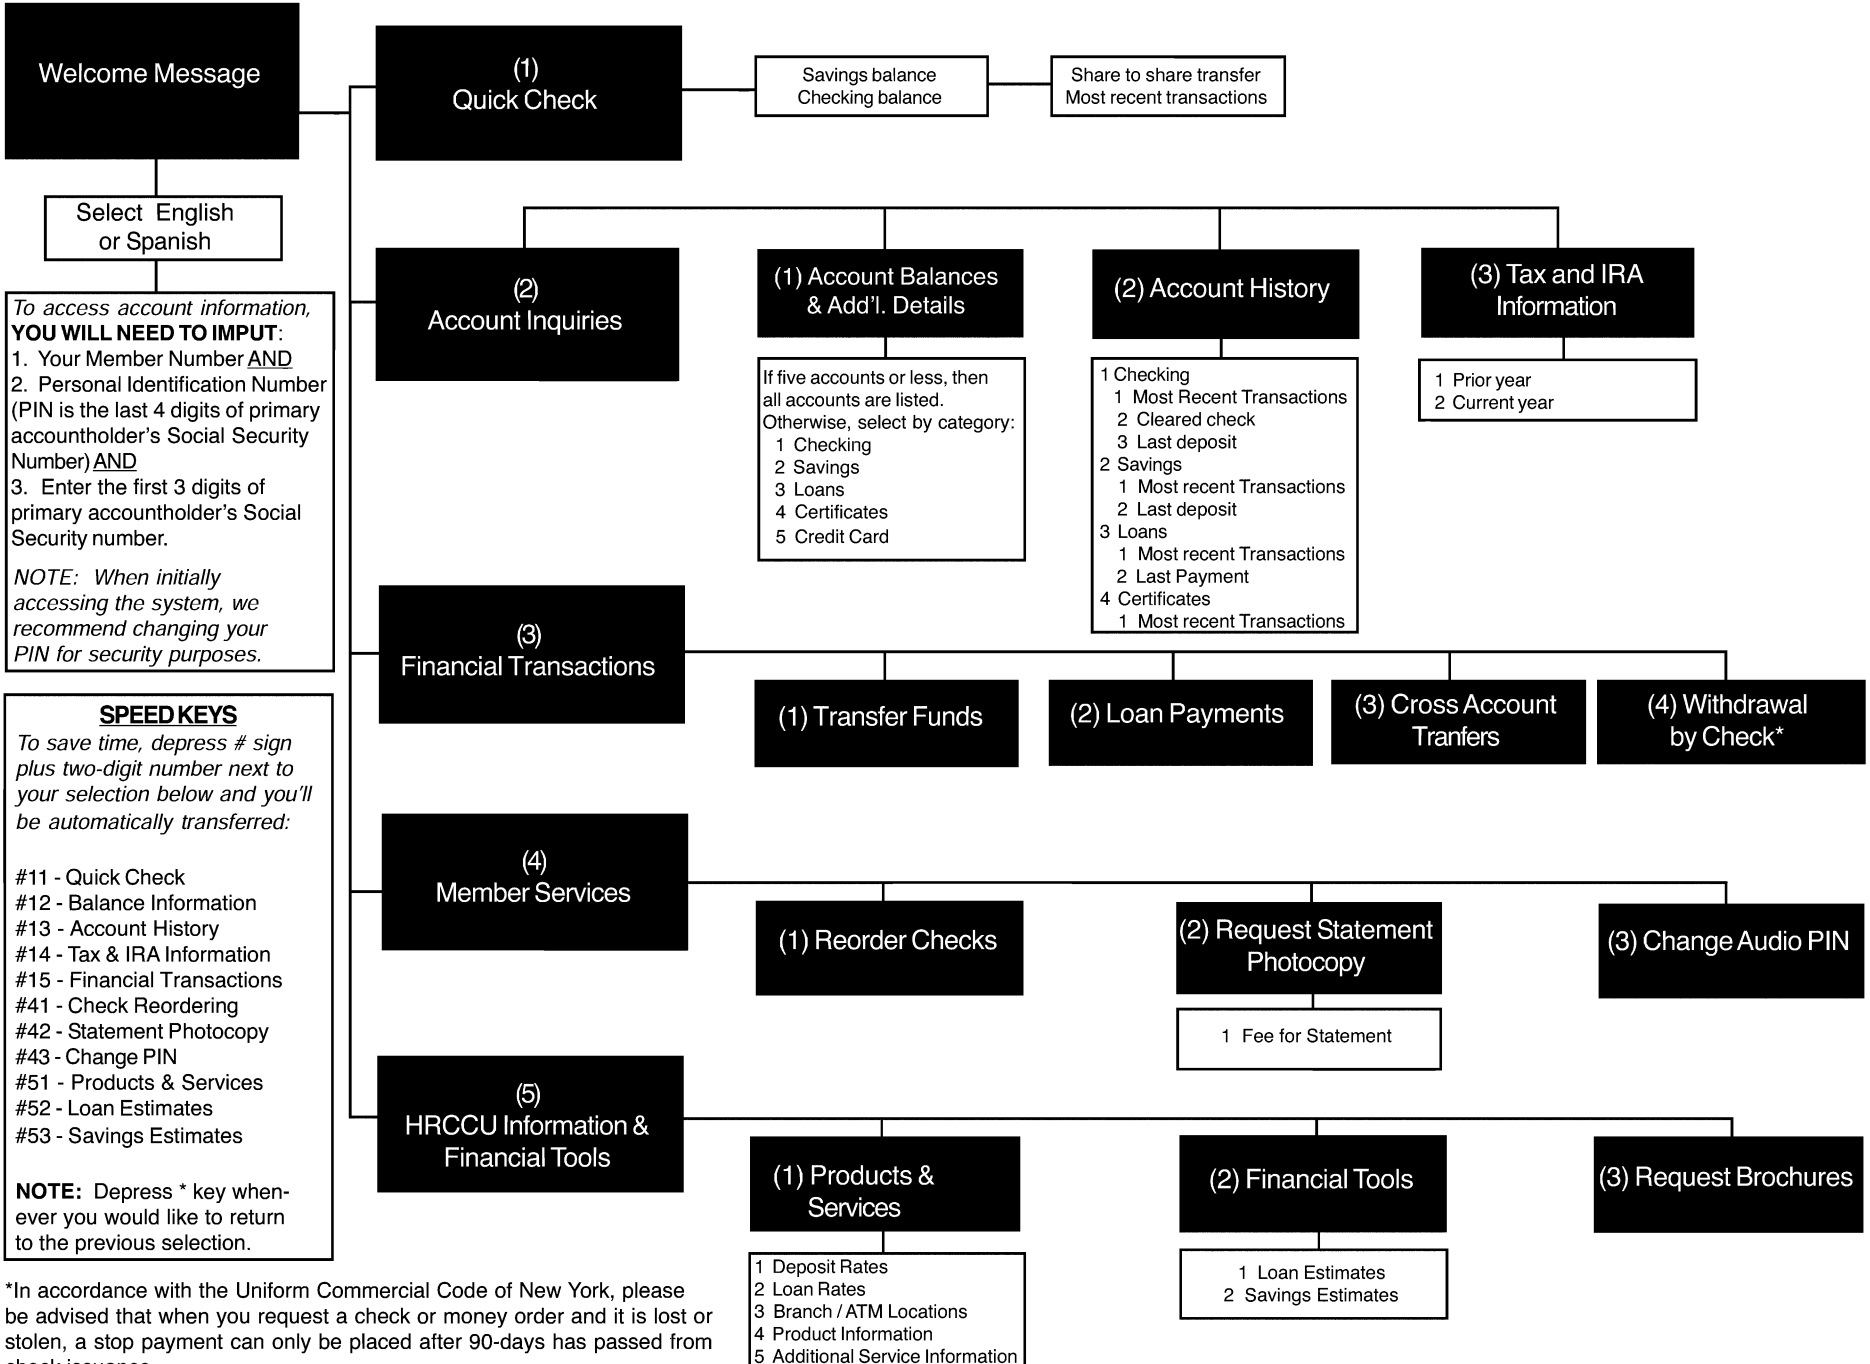 Welcome Message
Select English
or Spanish
To access account information,
YOU WILL NEED TO IMPUT:
1. Your Member Number AND
2. Personal Identification Number
(PIN is the last 4 digits of primary
accountholder's Social Security
Number) AND
3. Enter the first 3 digits of
primary accountholder's Social
Security number.
NOTE: When initially
accessing the system, we
recommend changing your
PIN for security purposes.
SPEED KEYS
To save time, depress # sign
plus two-digit number next to
your selection below and you'll
be automatically transferred:
#11 - Quick Check
#12 - Balance Information
#13 - Account History
#14 - Tax & IRA Information
#15 - Financial Transactions
#41 - Check Reordering
#42 - Statement Photocopy
#43 - Change PIN
#51 - Products & Services
#52 - Loan Estimates
#53 - Savings Estimates
NOTE: Depress * key when-
ever you would like to return
to the previous selection.
*In accordance with the Uniform Commercial Code of New York, please
be advised that when you request a check or money order and it is lost or
stolen, a stop payment can only be placed after 90-days has passed from
(1)
Quick Check
Savings balance
Checking balance
Share to share transfer
Most recent transactions
(2)
Account Inquiries
(1) Account Balances
& Add'l. Details
If five accounts or less, then
all accounts are listed.
Otherwise, select by category:
1 Checking
2 Savings
3 Loans
4 Certificates
5 Credit Card
(2) Account History
1 Checking
1 Most Recent Transactions
2 Cleared check
3 Last deposit
2 Savings
1 Most recent Transactions
2 Last deposit
3 Loans
1 Most recent Transactions
2 Last Payment
4 Certificates
1 Most recent Transactions
(3) Tax and IRA
Information
1 Prior year
2 Current year
(3)
Financial Transactions
(1) Transfer Funds
(2) Loan Payments
(3) Cross Account
Tranfers
(4) Withdrawal
by Check*
(4)
Member Services
(1) Reorder Checks
(2) Request Statement
Photocopy
1 Fee for Statement
(3) Change Audio PIN
(5)
HRCCU Information &
Financial Tools
(1) Products &
Services
1 Deposit Rates
2 Loan Rates
3 Branch / ATM Locations
4 Product Information
5 Additional Service Information
(2) Financial Tools
1 Loan Estimates
2 Savings Estimates
(3) Request Brochures